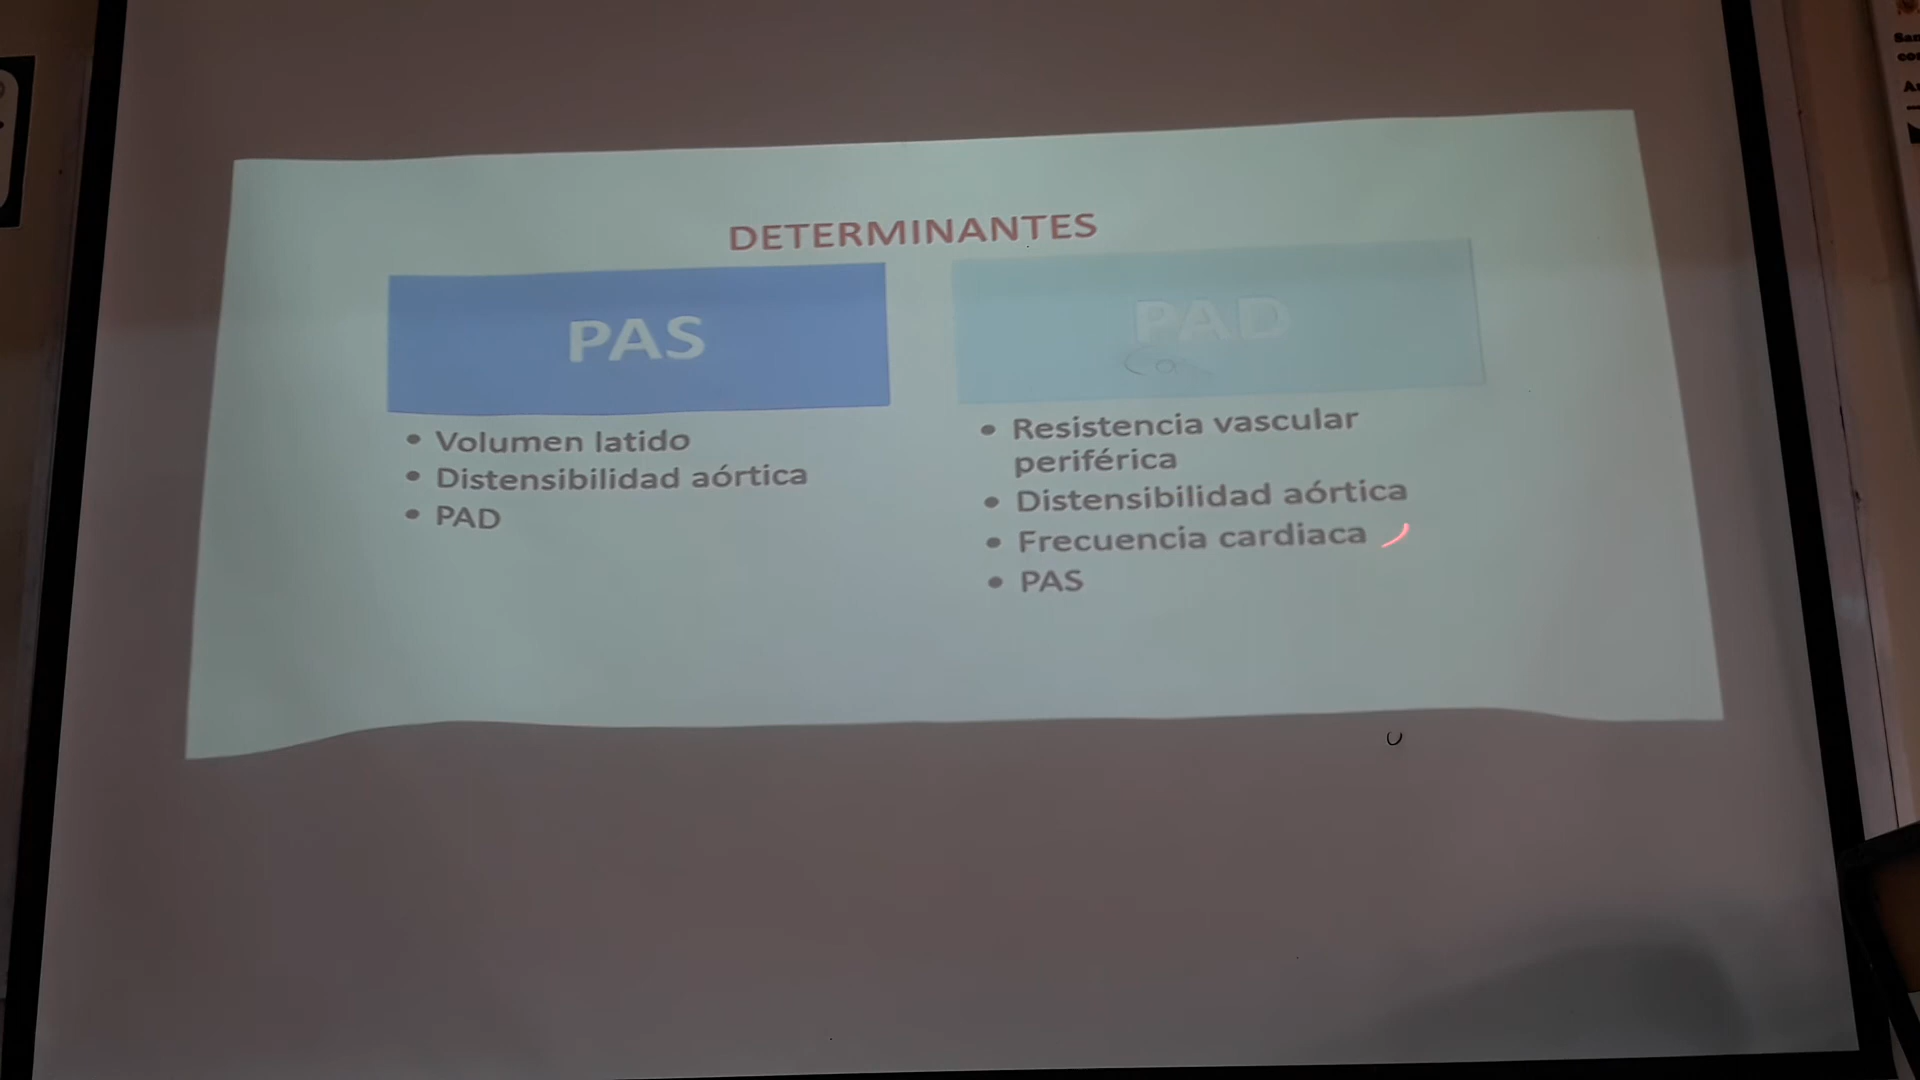 DETERMINANTES
PAS
• Volumen latido
• Distensibilidad aórtica
• PAD
PAD
• Resistencia vascular
periférica
• Distensibilidad aórtica
• Frecuencia cardiaca
• PAS